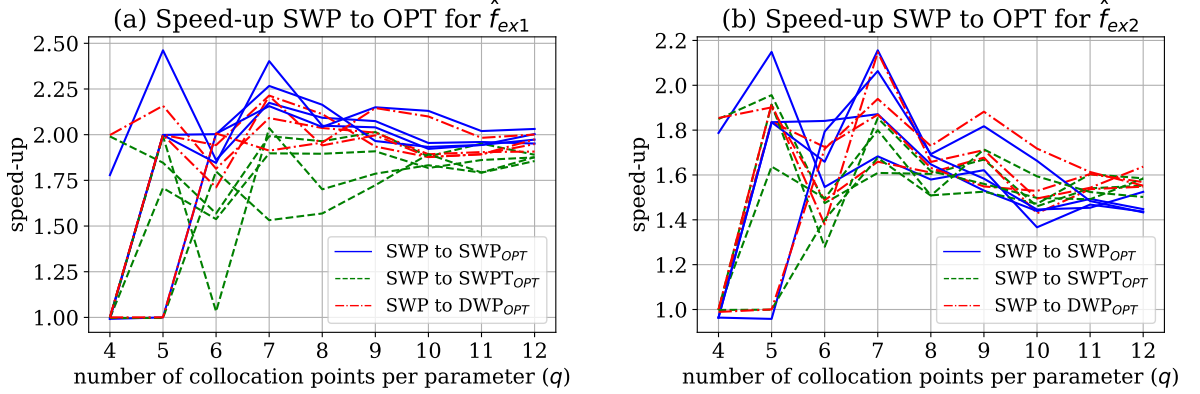 (a) Speed-up SWP to OPT for f̂ex1
2.50
2.25
2.00
1.75
1.50
1.25
1.00
speed-up
SWP to SWPOPT
SWP to SWPTOPT
SWP to DWPOPT
4 5 6 7 8 9 10 11 12
number of collocation points per parameter (q)
(b) Speed-up SWP to OPT for f̂ex2
2.2
2.0
1.8
1.6
1.4
1.2
1.0
speed-up
SWP to SWPOPT
SWP to SWPTOPT
SWP to DWPOPT
4 5 6 7 8 9 10 11 12
number of collocation points per parameter (q)